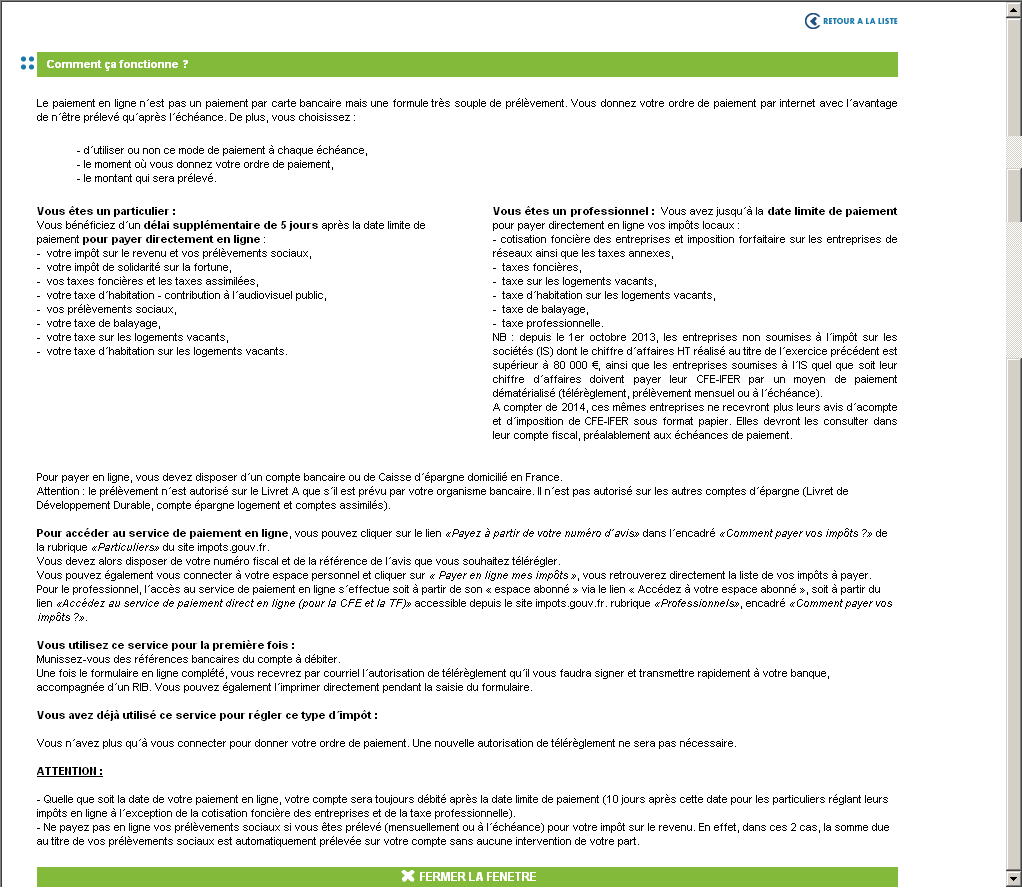 RETOUR A LA LISTE
Comment ça fonctionne ?
Le paiement en ligne n´est pas un paiement par carte bancaire mais une formule très souple de prélèvement. Vous donnez votre ordre de paiement par internet avec l´avantage
de n´être prélevé qu´après l´échéance. De plus, vous choisissez :
- d´utiliser ou non ce mode de paiement à chaque échéance,
- le moment où vous donnez votre ordre de paiement,
- le montant qui sera prélevé.
Vous êtes un particulier :
Vous bénéficiez d´un délai supplémentaire de 5 jours après la date limite de
paiement pour payer directement en ligne :
- votre impôt sur le revenu et vos prélèvements sociaux,
- votre impôt de solidarité sur la fortune,
- vos taxes foncières et les taxes assimilées,
- votre taxe d´habitation - contribution à l´audiovisuel public,
- vos prélèvements sociaux,
- votre taxe de balayage,
- votre taxe sur les logements vacants,
- votre taxe d´habitation sur les logements vacants.
Vous êtes un professionnel : Vous avez jusqu´à la date limite de paiement
pour payer directement en ligne vos impôts locaux :
- cotisation foncière des entreprises et imposition forfaitaire sur les entreprises de
réseaux ainsi que les taxes annexes,
- taxes foncières,
- taxe sur les logements vacants,
- taxe d´habitation sur les logements vacants,
- taxe de balayage,
- taxe professionnelle.
NB : depuis le 1er octobre 2013, les entreprises non soumises à l´impôt sur les
sociétés (IS) dont le chiffre d´affaires HT réalisé au titre de l´exercice précédent est
supérieur à 80 000 €, ainsi que les entreprises soumises à l´IS quel que soit leur
chiffre d´affaires doivent payer leur CFE-IFER par un moyen de paiement
dématérialisé (télérèglement, prélèvement mensuel ou à l´échéance).
A compter de 2014, ces mêmes entreprises ne recevront plus leurs avis d´acompte
et d´imposition de CFE-IFER sous format papier. Elles devront les consulter dans
leur compte fiscal, préalablement aux échéances de paiement.
Pour payer en ligne, vous devez disposer d´un compte bancaire ou de Caisse d´épargne domicilié en France.
Attention : le prélèvement n´est autorisé sur le Livret A que s´il est prévu par votre organisme bancaire. Il n´est pas autorisé sur les autres comptes d´épargne (Livret de
Développement Durable, compte épargne logement et comptes assimilés).
Pour accéder au service de paiement en ligne, vous pouvez cliquer sur le lien «Payez à partir de votre numéro d´avis» dans l´encadré «Comment payer vos impôts ?» de
la rubrique «Particuliers» du site impots.gouv.fr.
Vous devez alors disposer de votre numéro fiscal et de la référence de l´avis que vous souhaitez télérégler.
Vous pouvez également vous connecter à votre espace personnel et cliquer sur « Payer en ligne mes impôts », vous retrouverez directement la liste de vos impôts à payer.
Pour le professionnel, l´accès au service de paiement en ligne s´effectue soit à partir de son « espace abonné » via le lien « Accédez à votre espace abonné », soit à partir du
lien «Accédez au service de paiement direct en ligne (pour la CFE et la TF)» accessible depuis le site impots.gouv.fr. rubrique «Professionnels», encadré «Comment payer vos
impôts ?».
Vous utilisez ce service pour la première fois :
Munissez-vous des références bancaires du compte à débiter.
Une fois le formulaire en ligne complété, vous recevrez par courriel l´autorisation de télérèglement qu´il vous faudra signer et transmettre rapidement à votre banque,
accompagnée d´un RIB. Vous pouvez également l´imprimer directement pendant la saisie du formulaire.
Vous avez déjà utilisé ce service pour régler ce type d´impôt :
Vous n´avez plus qu´à vous connecter pour donner votre ordre de paiement. Une nouvelle autorisation de télérèglement ne sera pas nécessaire.
ATTENTION :
- Quelle que soit la date de votre paiement en ligne, votre compte sera toujours débité après la date limite de paiement (10 jours après cette date pour les particuliers réglant leurs
impôts en ligne à l´exception de la cotisation foncière des entreprises et de la taxe professionnelle).
- Ne payez pas en ligne vos prélèvements sociaux si vous êtes prélevé (mensuellement ou à l´échéance) pour votre impôt sur le revenu. En effet, dans ces 2 cas, la somme due
au titre de vos prélèvements sociaux est automatiquement prélevée sur votre compte sans aucune intervention de votre part.
FERMER LA FENETRE